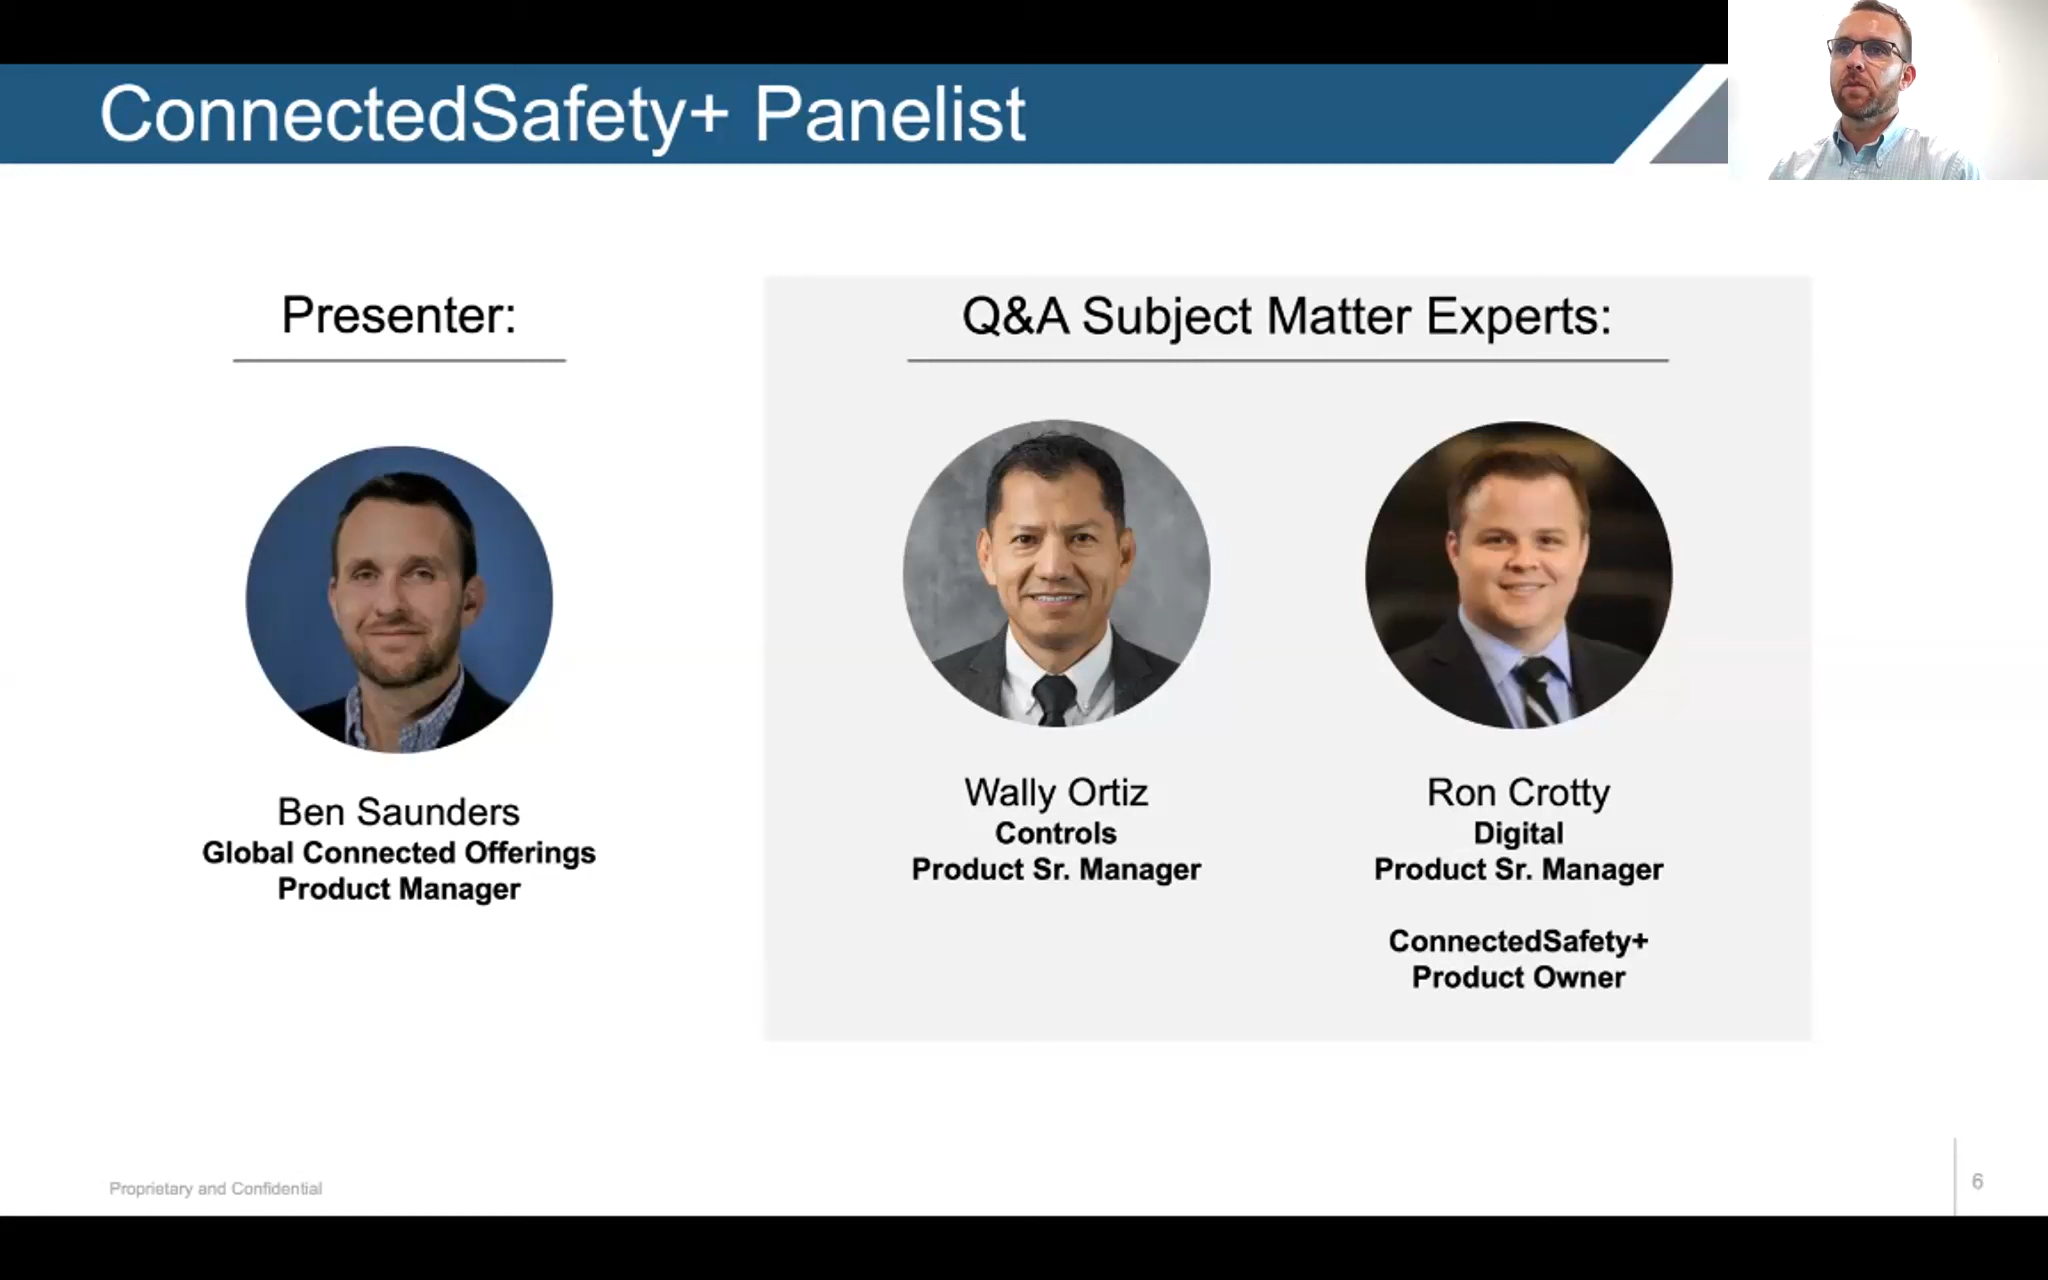 ConnectedSafety+ Panelist
Presenter:
Ben Saunders
Global Connected Offerings
Product Manager
Q&A Subject Matter Experts:
Wally Ortiz
Controls
Product Sr. Manager
Ron Crotty
Digital
Product Sr. Manager
ConnectedSafety+
Product Owner
Proprietary and Confidential
6